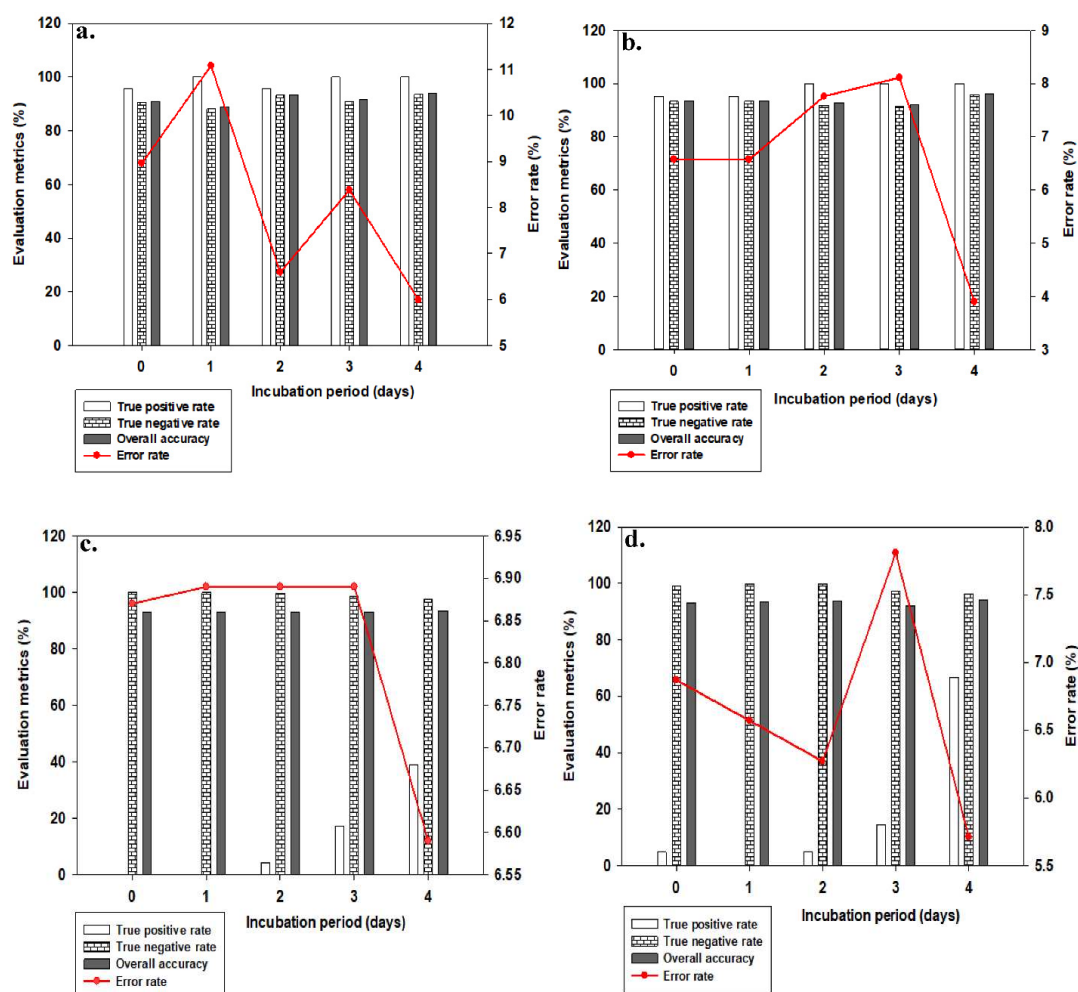 a.
120
100
80
60
40
20
0
Evaluation metrics (%)
12
11
10
9
8
7
6
5
Error rate (%)
0 1 2 3 4
Incubation period (days)
True positive rate
True negative rate
Overall accuracy
Error rate
b.
120
100
80
60
40
20
0
Evaluation metrics (%)
9
8
7
6
5
4
3
Error rate (%)
0 1 2 3 4
Incubation period (days)
True positive rate
True negative rate
Overall accuracy
Error rate
c.
120
100
80
60
40
20
0
Evaluation metrics (%)
6.95
6.90
6.85
6.80
6.75
6.70
6.65
6.60
6.55
Error rate
0 1 2 3 4
Incubation period (days)
True positive rate
True negative rate
Overall accuracy
Error rate
d.
120
100
80
60
40
20
0
Evaluation metrics (%)
8.0
7.5
7.0
6.5
6.0
5.5
Error rate (%)
0 1 2 3 4
Incubation period (days)
True positive rate
True negative rate
Overall accuracy
Error rate